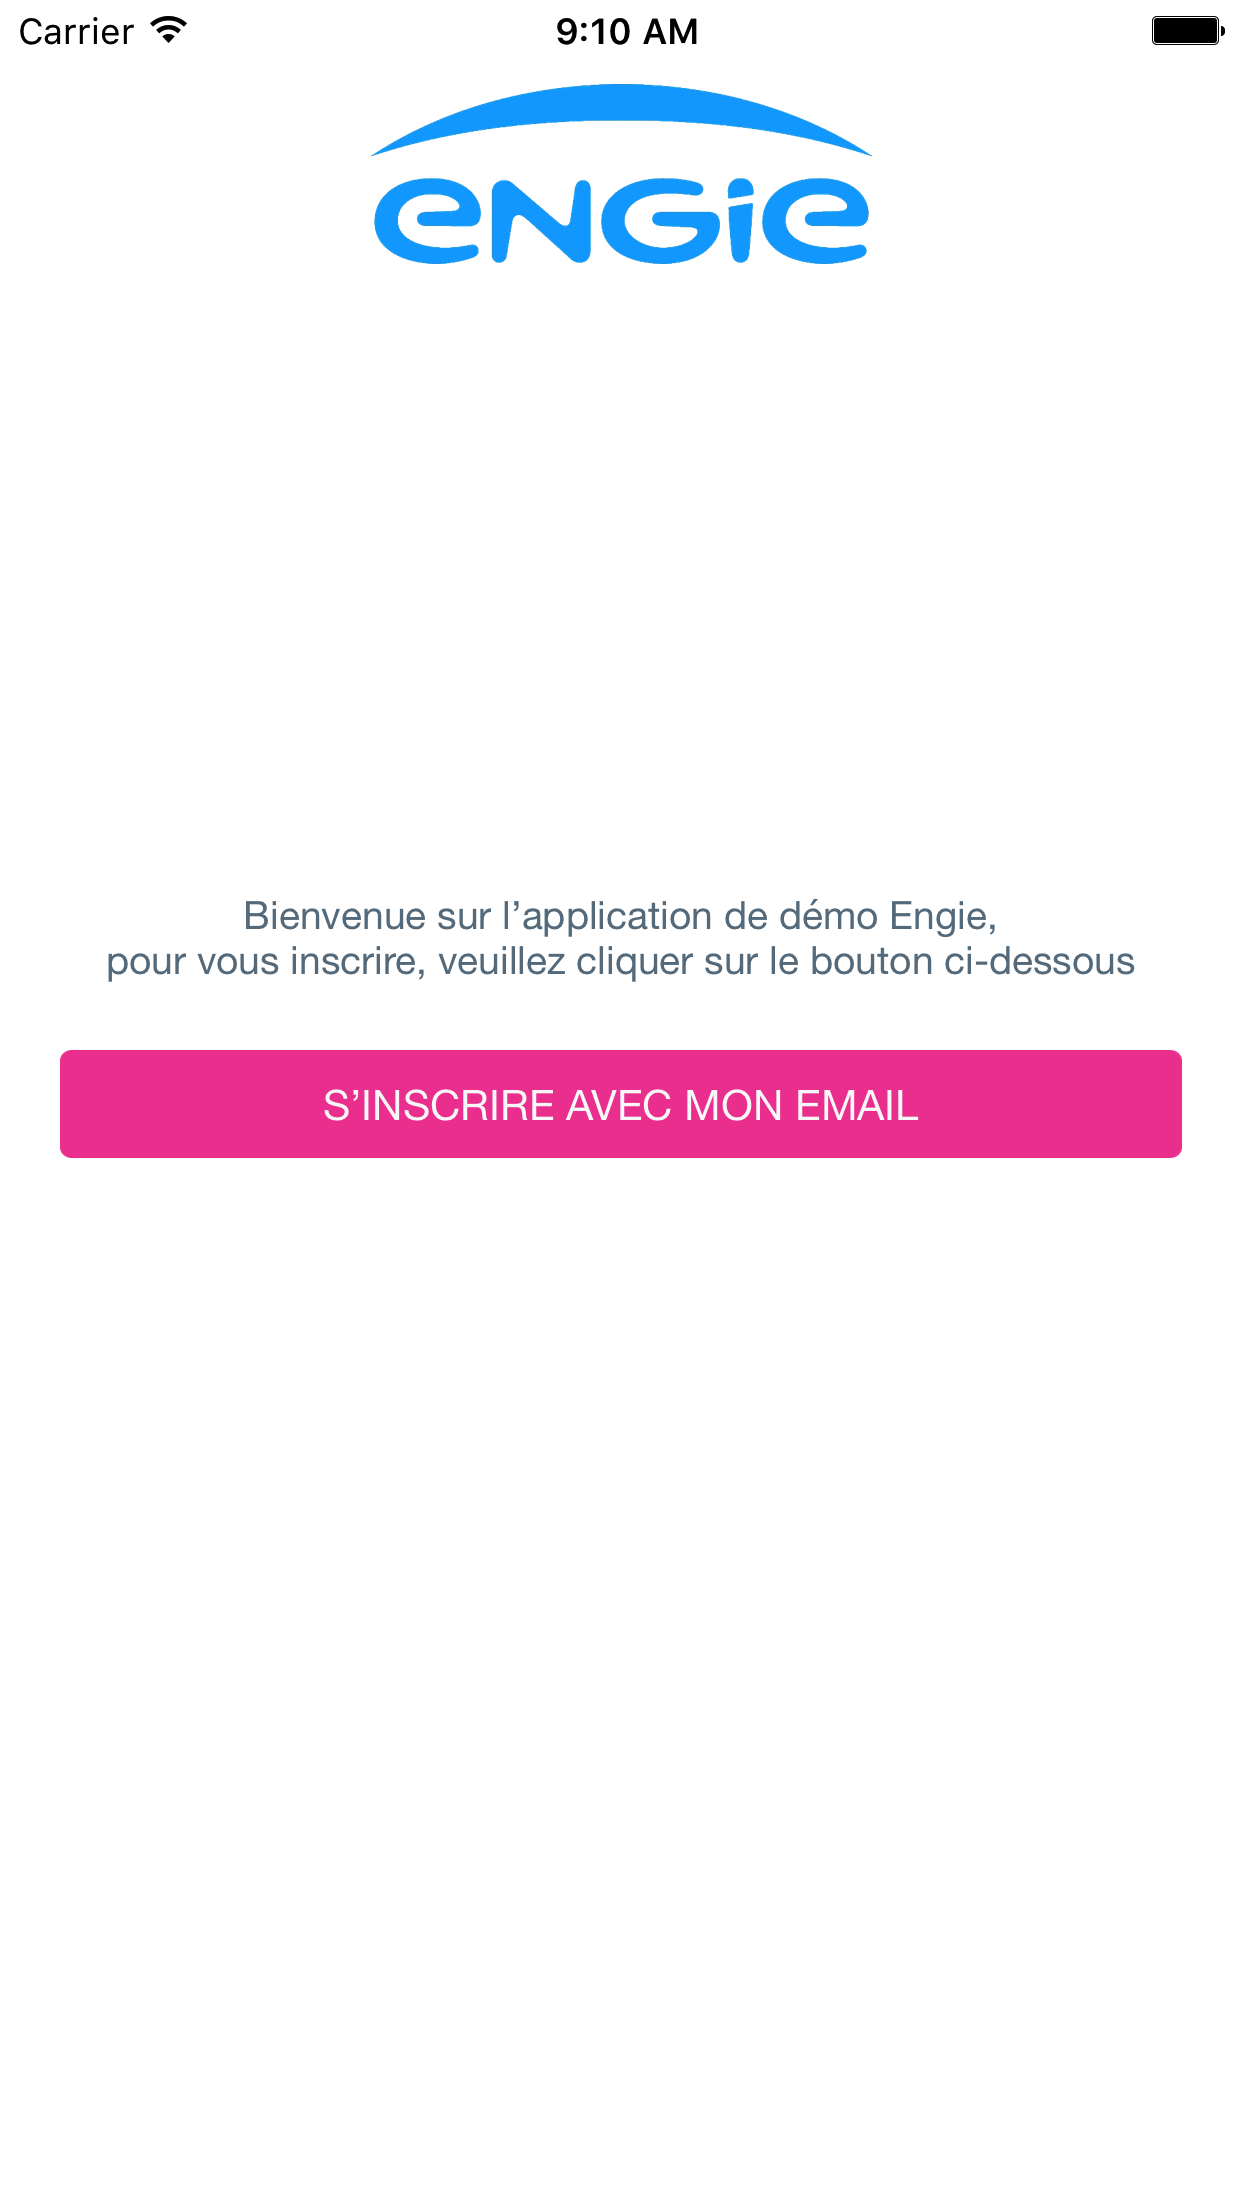 Carrier 9:10 AM
ENGiE
Bienvenue sur l’application de démo Engie,
pour vous inscrire, veuillez cliquer sur le bouton ci-dessous
S’INSCRIRE AVEC MON EMAIL